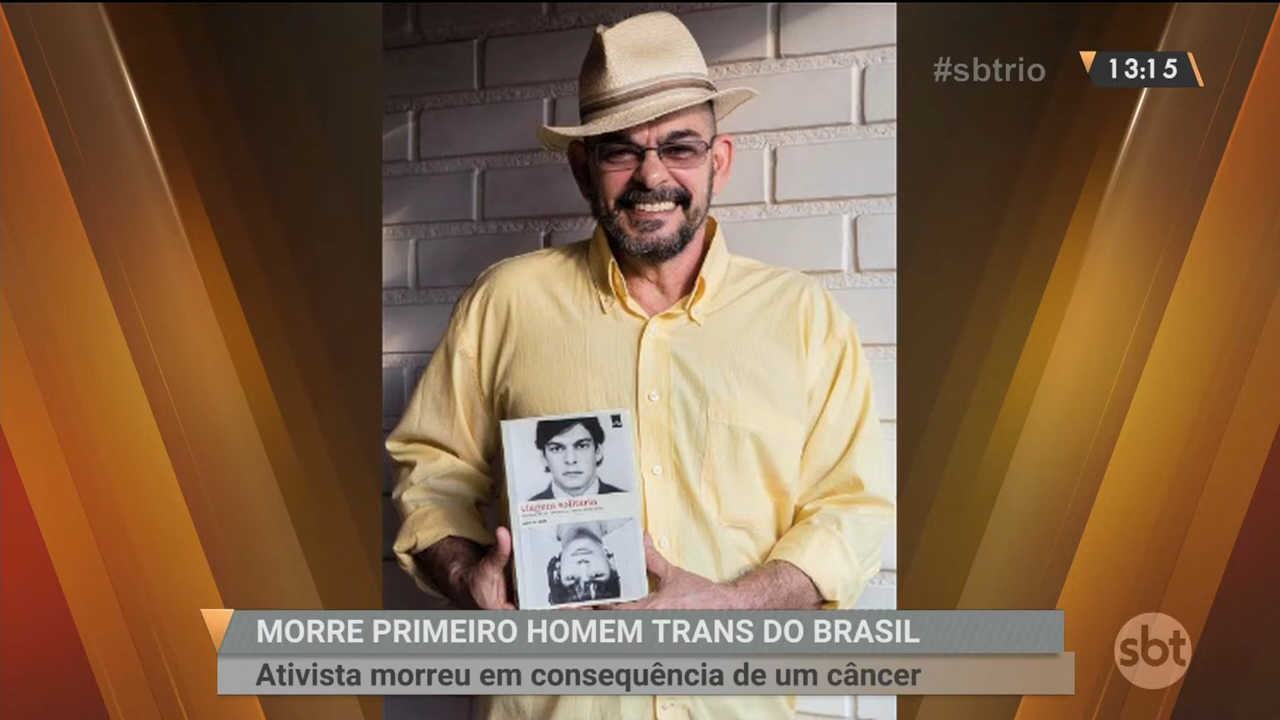 #sbtrio
13:15
viagem solitária
MORRE PRIMEIRO HOMEM TRANS DO BRASIL
Ativista morreu em consequência de um câncer
sbt